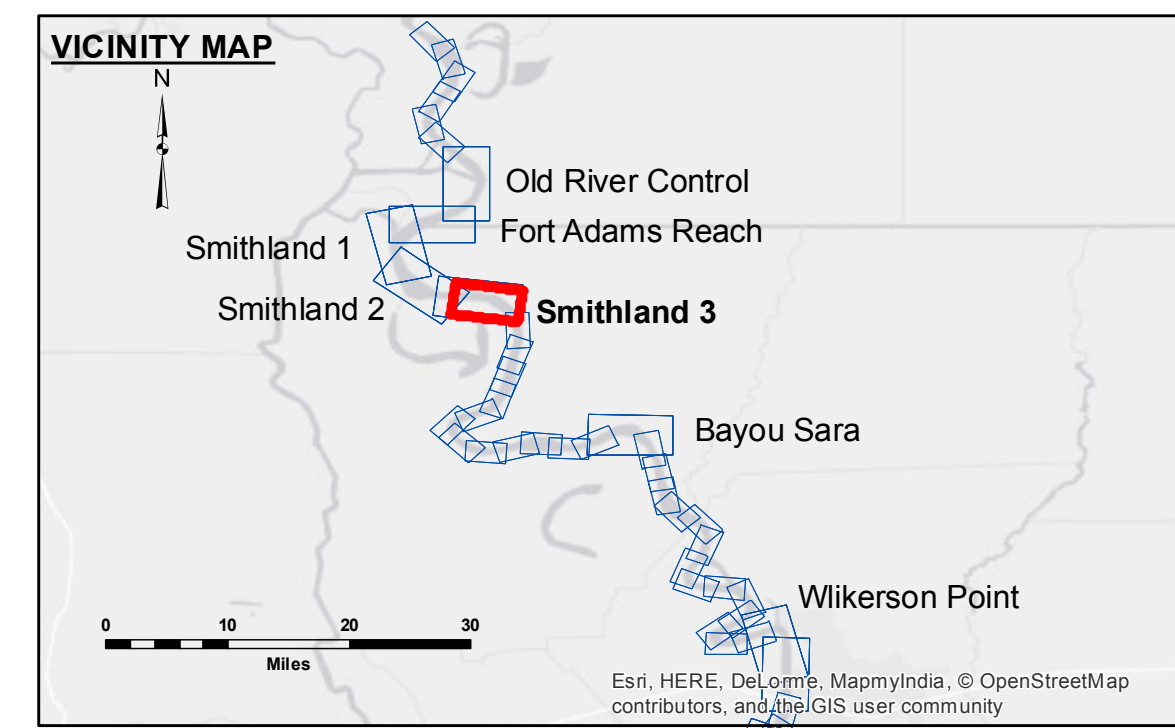 VICINITY MAP
N
Old River Control
Fort Adams Reach
Smithland 1
Smithland 2
Smithland 3
Bayou Sara
Wlikerson Point
0 10 20 30
Miles
Esri, HERE, DeLorme, MapmyIndia, © OpenStreetMap
contributors, and the GIS user community